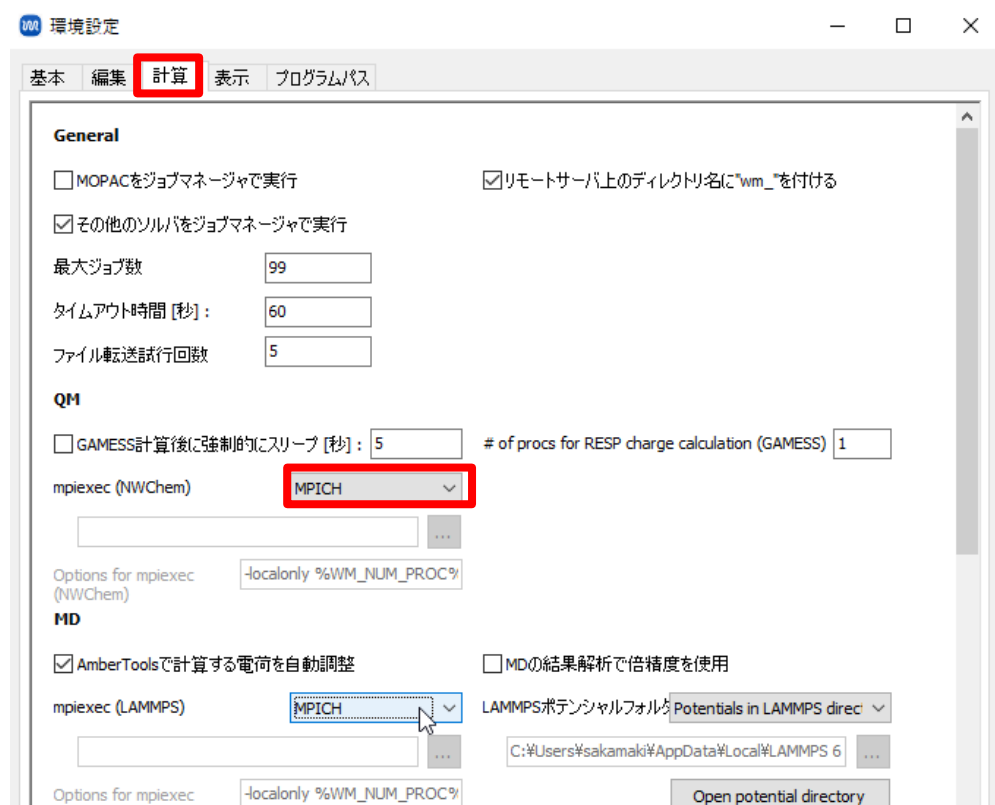 環境設定
基本 編集 計算 表示 プログラムパス
General
MOPACをジョブマネージャで実行
リモートサーバ上のディレクトリ名に"wm_"を付ける
その他のソルバをジョブマネージャで実行
最大ジョブ数 99
タイムアウト時間 [秒] : 60
ファイル転送試行回数 5
QM
GAMESS計算後に強制的にスリープ [秒] : 5
# of procs for RESP charge calculation (GAMESS) 1
mpiexec (NWChem) MPICH
...
Options for mpiexec (NWChem) -localonly %WM_NUM_PROC%
MD
AmberToolsで計算する電荷を自動調整
MDの結果解析で倍精度を使用
mpiexec (LAMMPS) MPICH
LAMMPSポテンシャルフォルダ Potentials in LAMMPS direct
...
C:¥Users¥sakamaki¥AppData¥Local¥LAMMPS 6 ...
Options for mpiexec -localonly %WM_NUM_PROC%
Open potential directory